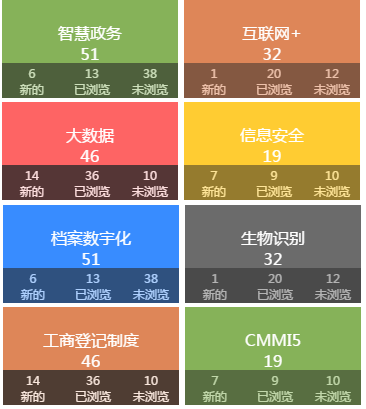 智慧政务
51
6 13 38
新的 已浏览 未浏览
互联网+
32
1 20 12
新的 已浏览 未浏览
大数据
46
14 36 10
新的 已浏览 未浏览
信息安全
19
7 9 10
新的 已浏览 未浏览
档案数字化
51
6 13 38
新的 已浏览 未浏览
生物识别
32
1 20 12
新的 已浏览 未浏览
工商登记制度
46
14 36 10
新的 已浏览 未浏览
CMMI5
19
7 9 10
新的 已浏览 未浏览